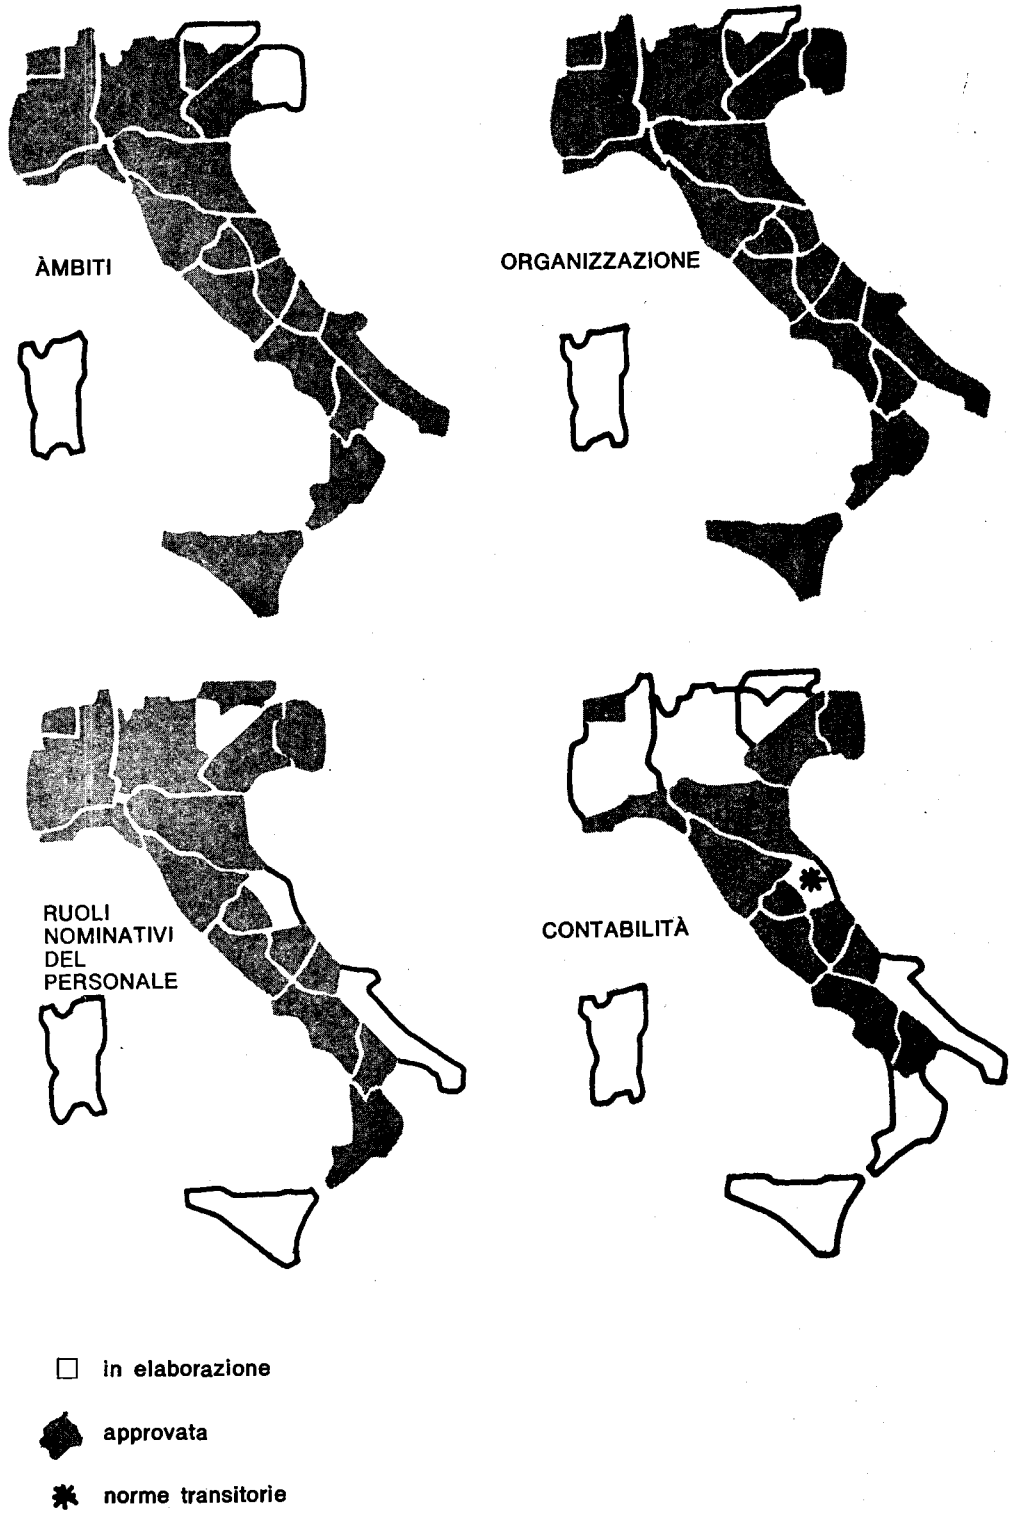 ÀMBITI
ORGANIZZAZIONE
RUOLI
NOMINATIVI
DEL
PERSONALE
CONTABILITÀ
in elaborazione
approvata
norme transitorie